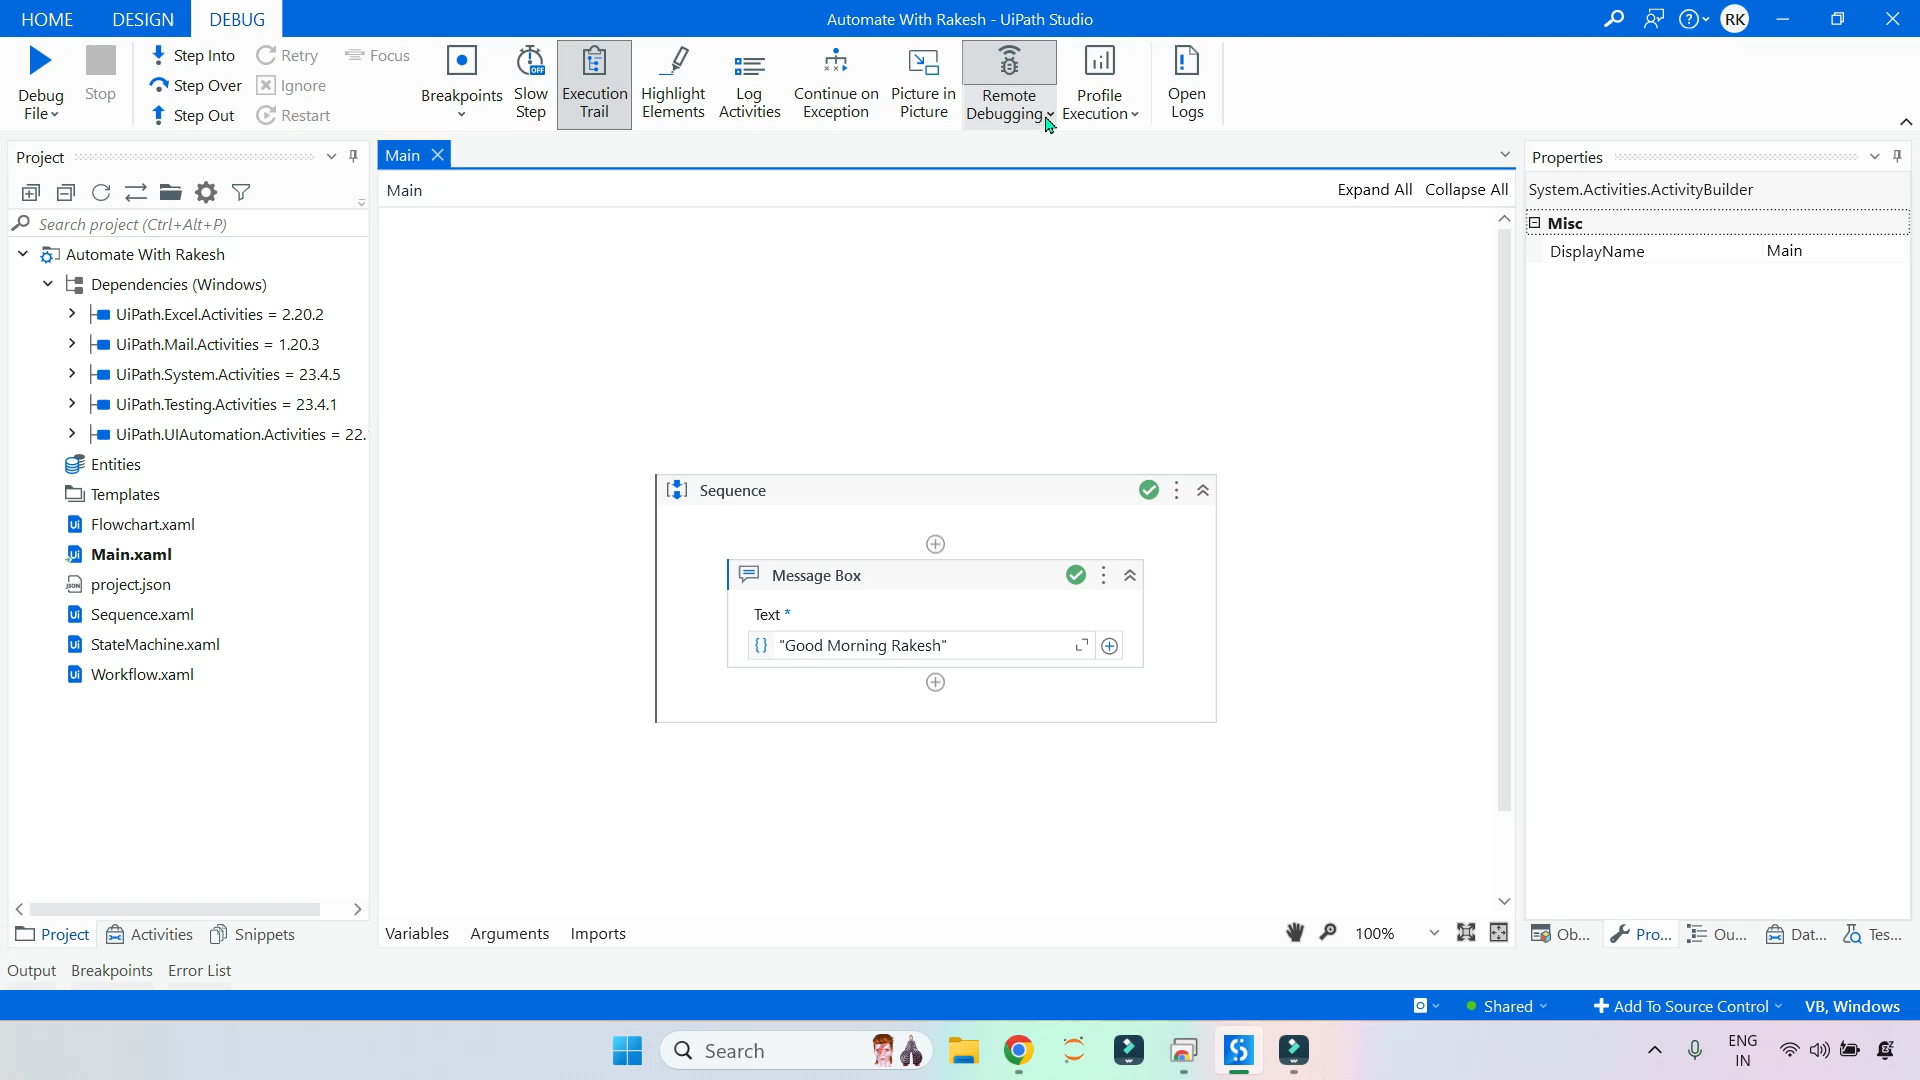 HOME DESIGN DEBUG Automate With Rakesh - UiPath Studio RK
Debug File
Stop
Step Into
Step Over
Step Out
Retry
Ignore
Restart
Focus
Breakpoints
Slow Step
Execution Trail
Highlight Elements
Log Activities
Continue on Exception
Picture in Picture
Remote Debugging
Profile Execution
Open Logs
Project
Search project (Ctrl+Alt+P)
Automate With Rakesh
Dependencies (Windows)
UiPath.Excel.Activities = 2.20.2
UiPath.Mail.Activities = 1.20.3
UiPath.System.Activities = 23.4.5
UiPath.Testing.Activities = 23.4.1
UiPath.UIAutomation.Activities = 22.
Entities
Templates
Flowchart.xaml
Main.xaml
project.json
Sequence.xaml
StateMachine.xaml
Workflow.xaml
Project Activities Snippets
Main
Main Expand All Collapse All
Sequence
Message Box
Text *
"Good Morning Rakesh"
Variables Arguments Imports 100%
Properties
System.Activities.ActivityBuilder
Misc
DisplayName Main
Ob... Pro... Ou... Dat... Tes...
Output Breakpoints Error List
Shared Add To Source Control VB, Windows
Search
ENG
IN